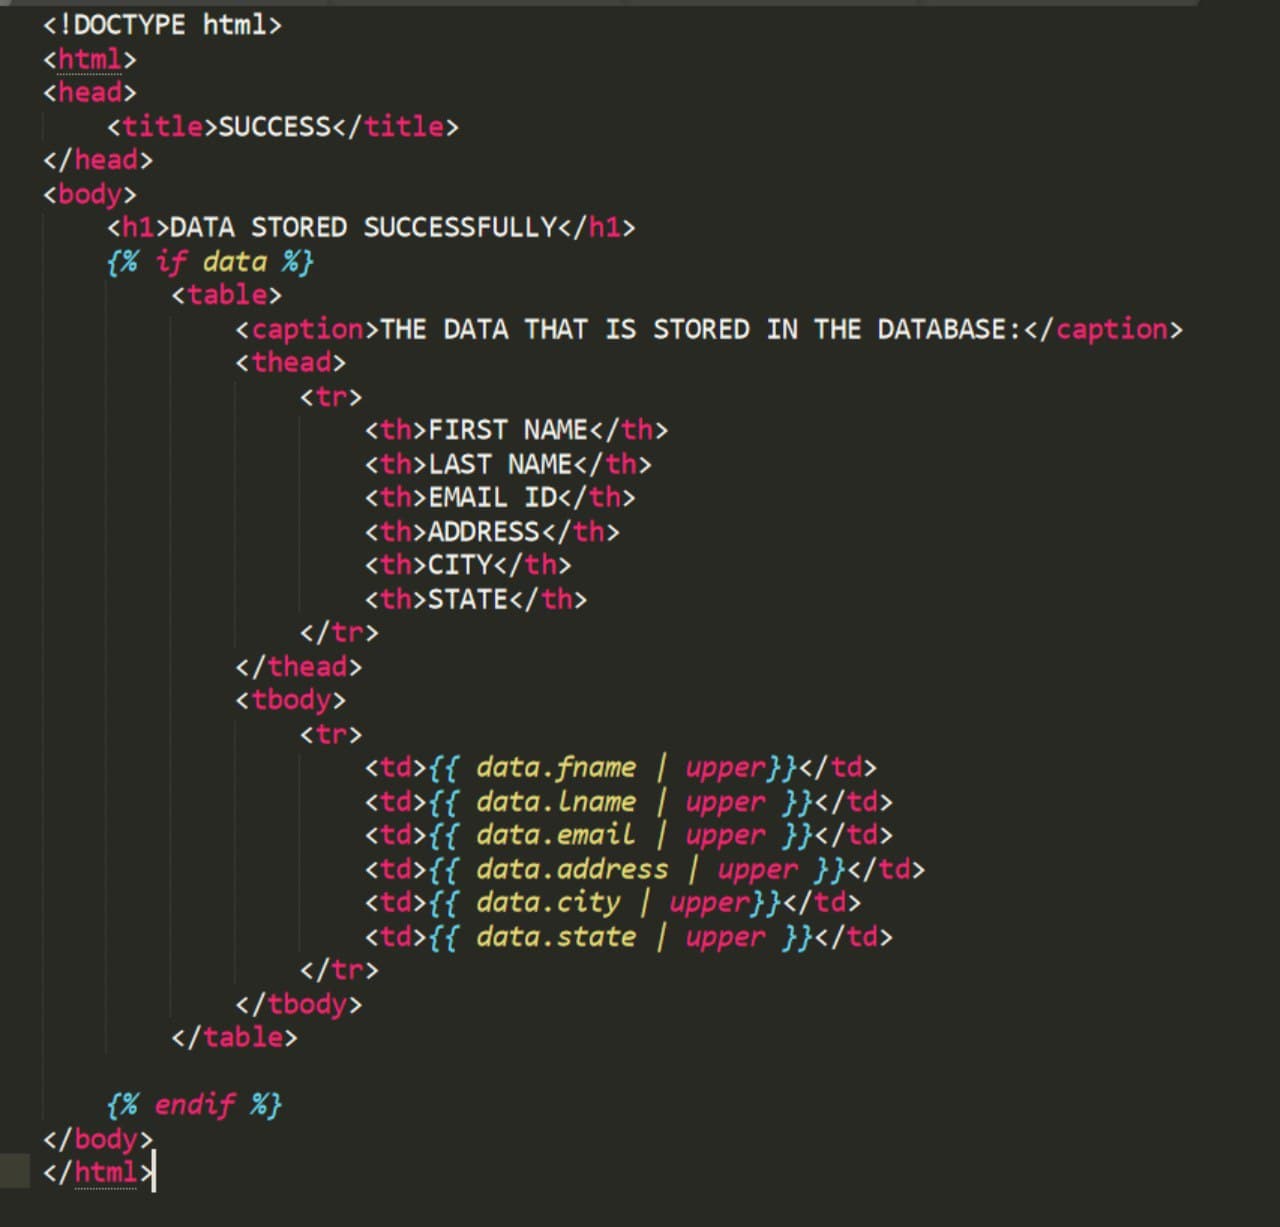 <!DOCTYPE html>
<html>
<head>
    <title>SUCCESS</title>
</head>
<body>
    <h1>DATA STORED SUCCESSFULLY</h1>
    {% if data %}
        <table>
            <caption>THE DATA THAT IS STORED IN THE DATABASE:</caption>
            <thead>
                <tr>
                    <th>FIRST NAME</th>
                    <th>LAST NAME</th>
                    <th>EMAIL ID</th>
                    <th>ADDRESS</th>
                    <th>CITY</th>
                    <th>STATE</th>
                </tr>
            </thead>
            <tbody>
                <tr>
                    <td>{{ data.fname | upper}}</td>
                    <td>{{ data.lname | upper }}</td>
                    <td>{{ data.email | upper }}</td>
                    <td>{{ data.address | upper }}</td>
                    <td>{{ data.city | upper}}</td>
                    <td>{{ data.state | upper }}</td>
                </tr>
            </tbody>
        </table>

    {% endif %}
</body>
</html>